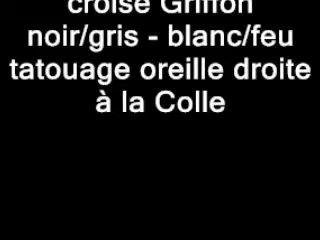 croisé Griffon
noir/gris - blanc/feu
tatouage oreille droite
à la Colle